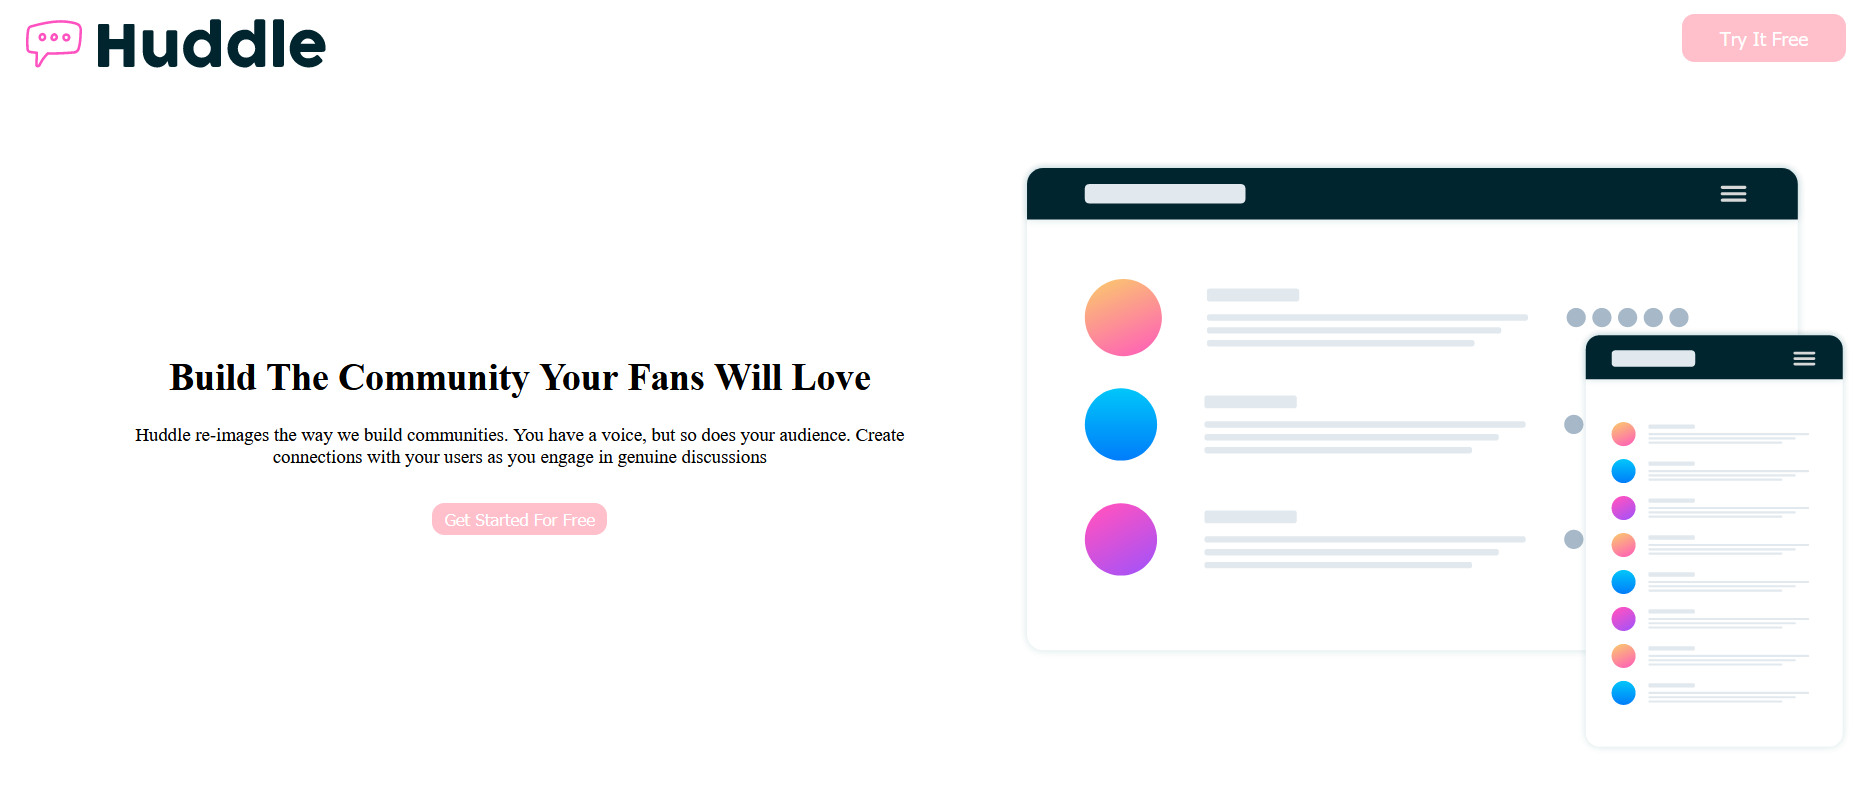 Huddle
Try It Free
Build The Community Your Fans Will Love
Huddle re-images the way we build communities. You have a voice, but so does your audience. Create
connections with your users as you engage in genuine discussions
Get Started For Free